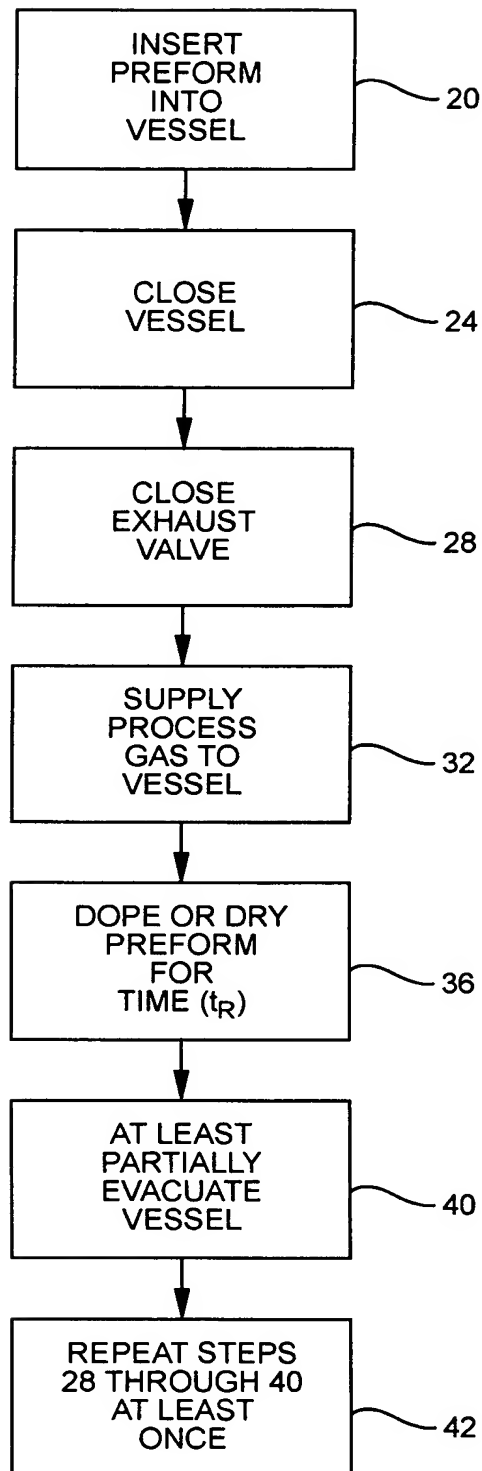 INSERT
PREFORM
INTO
VESSEL
20
CLOSE
VESSEL
24
CLOSE
EXHAUST
VALVE
28
SUPPLY
PROCESS
GAS TO
VESSEL
32
DOPE OR DRY
PREFORM
FOR
TIME (tR)
36
AT LEAST
PARTIALLY
EVACUATE
VESSEL
40
REPEAT STEPS
28 THROUGH 40
AT LEAST
ONCE
42